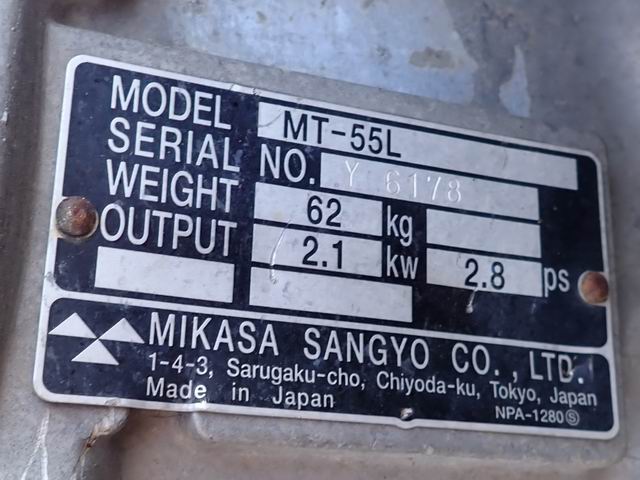 MODEL MT-55L
SERIAL NO. Y 6178
WEIGHT 62 kg
OUTPUT 2.1 kw 2.8 ps
MIKASA SANGYO CO., LTD.
1-4-3, Sarugaku-cho, Chiyoda-ku, Tokyo, Japan
Made in Japan
NPA-1280Ⓢ